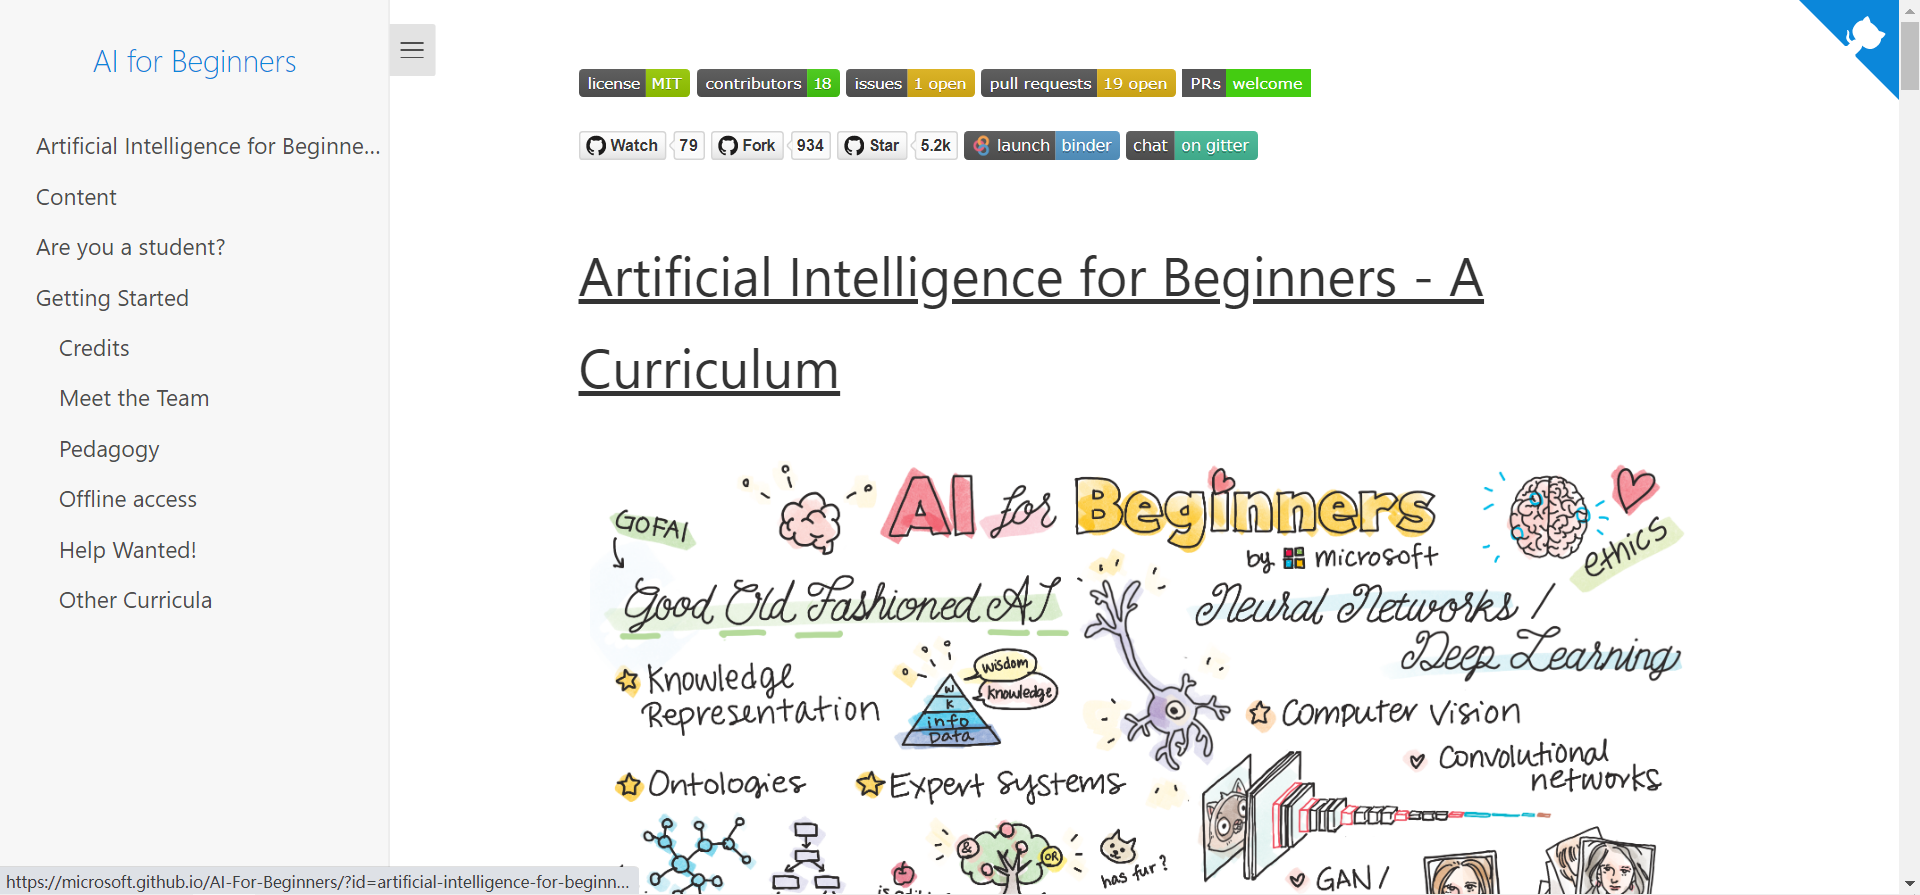 AI for Beginners
Artificial Intelligence for Beginne...
Content
Are you a student?
Getting Started
Credits
Meet the Team
Pedagogy
Offline access
Help Wanted!
Other Curricula
license MIT contributors 18 issues 1 open pull requests 19 open PRs welcome
Watch 79 Fork 934 Star 5.2k launch binder chat on gitter
Artificial Intelligence for Beginners - A
Curriculum
AI for Beginners
by Microsoft
ethics
GOFAI
Good Old Fashioned AI
Neural Networks /
Deep Learning
Knowledge
Representation
wisdom
knowledge
W
K
info
Data
Computer Vision
Convolutional
networks
Ontologies
Expert Systems
&
OR
has fur?
GAN /
https://microsoft.github.io/AI-For-Beginners/?id=artificial-intelligence-for-beginn...